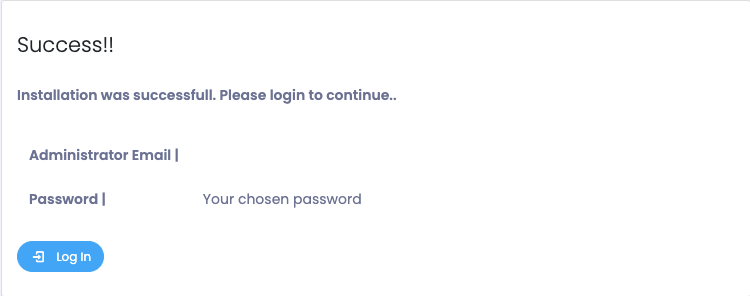 Success!!
Installation was successfull. Please login to continue..
Administrator Email |
Password | Your chosen password
Log In